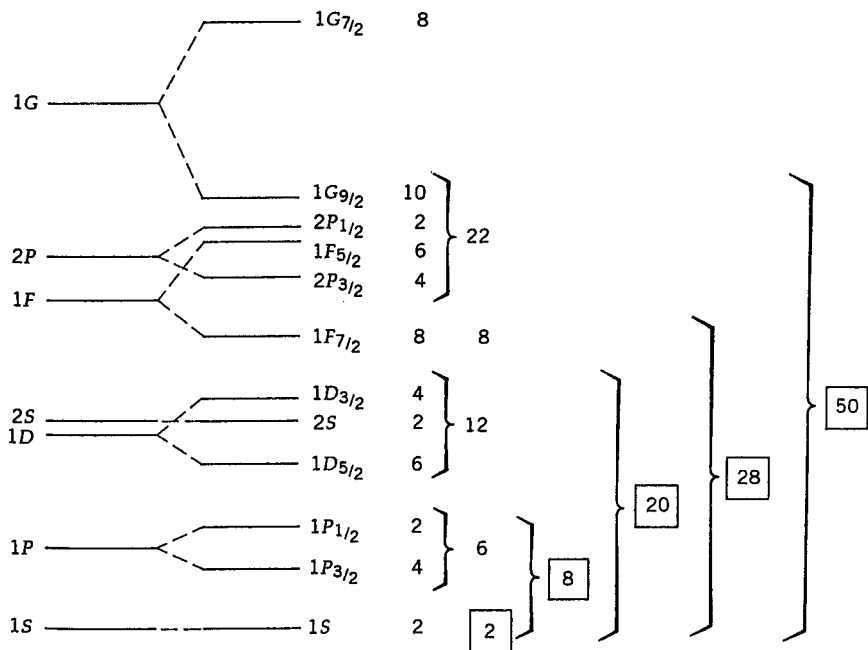 1G7/2 8
1G
1G9/2 10
2P1/2 2
22
2P
1F5/2 6
2P3/2 4
1F
1F7/2 8 8
1D3/2 4
50
2S 2S 2 12
1D
1D5/2 6
28
20
1P1/2 2
1P 6
1P3/2 4 8
1S 1S 2 2